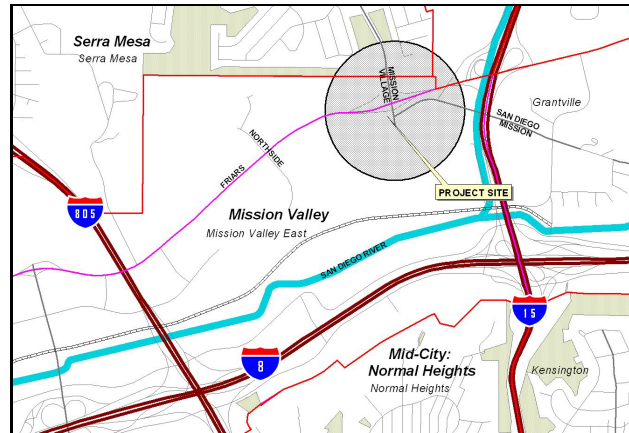 Serra Mesa
Serra Mesa
MISSION
VILLAGE
Grantville
SAN DIEGO
MISSION
NORTHSIDE
FRIARS
PROJECT SITE
805
Mission Valley
Mission Valley East
SAN DIEGO RIVER
15
8
Mid-City:
Normal Heights
Normal Heights
Kensington